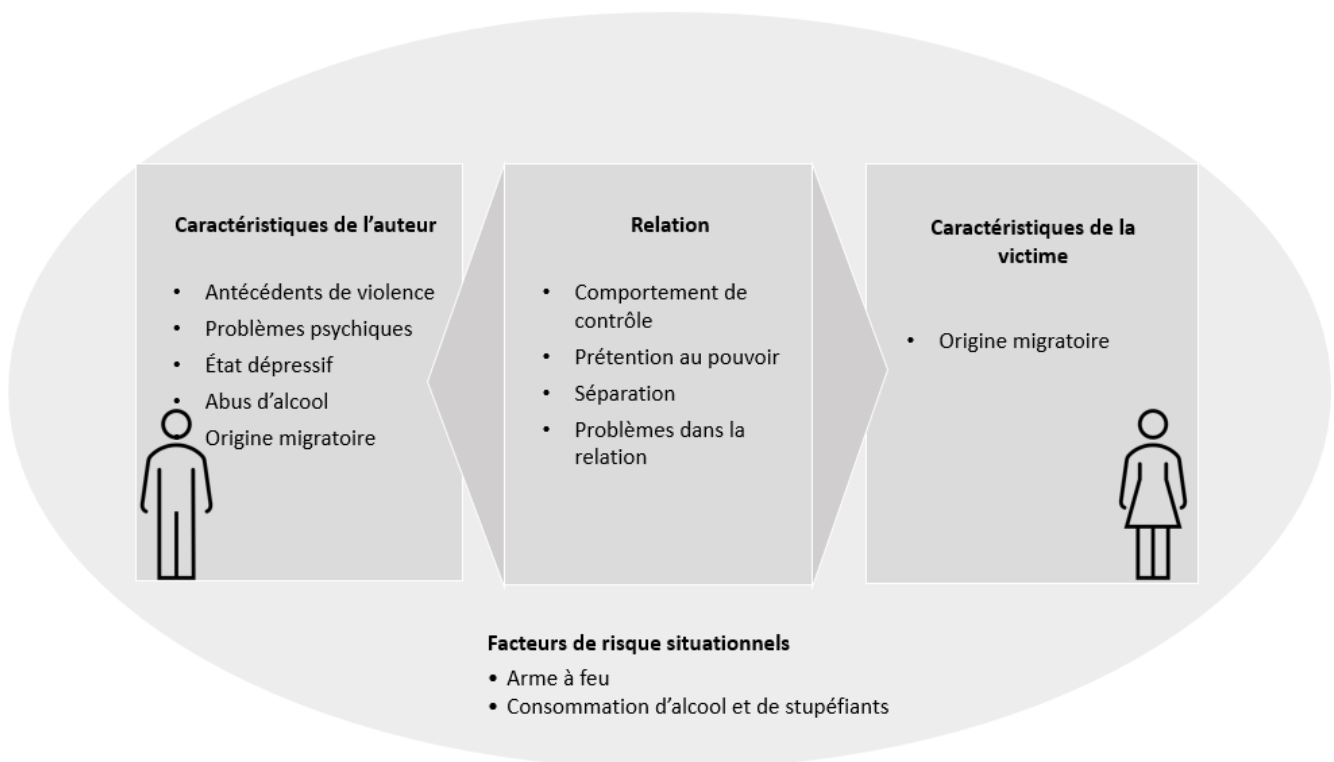 Caractéristiques de l'auteur
• Antécédents de violence
• Problèmes psychiques
• État dépressif
• Abus d'alcool
• Origine migratoire
Relation
• Comportement de
contrôle
• Prétention au pouvoir
• Séparation
• Problèmes dans la
relation
Caractéristiques de la
victime
• Origine migratoire
Facteurs de risque situationnels
• Arme à feu
• Consommation d'alcool et de stupéfiants